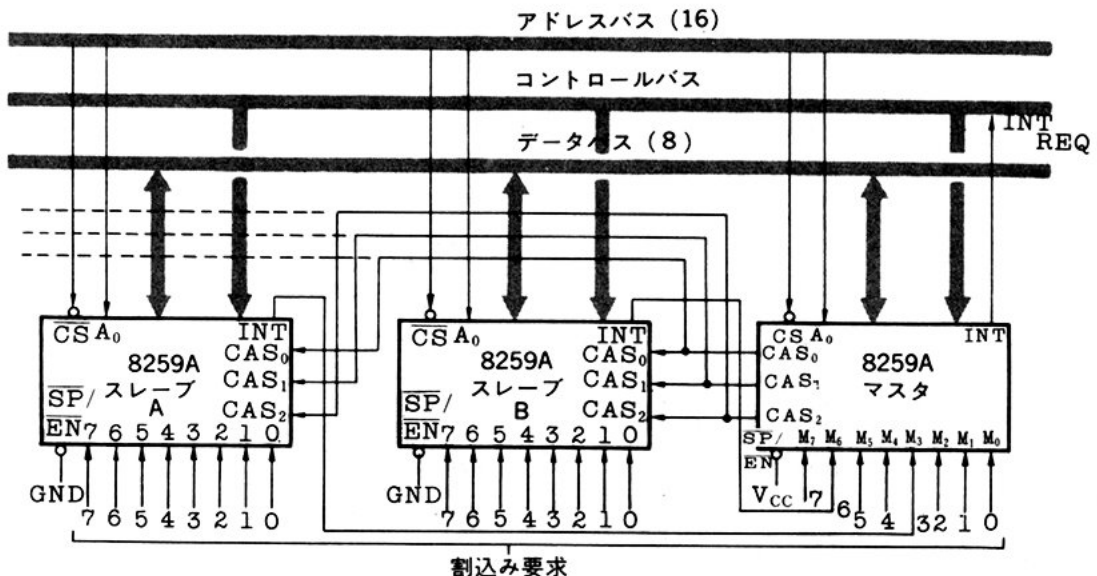 アドレスバス (16)
コントロールバス
INT
REQ
データバス (8)
CS A₀ INT
8259A
スレーブ
A
CAS₀
CAS₁
CAS₂
SP/
EN 7 6 5 4 3 2 1 0
GND
7 6 5 4 3 2 1 0
CS A₀ INT
8259A
スレーブ
B
CAS₀
CAS₁
CAS₂
SP/
EN 7 6 5 4 3 2 1 0
GND
7 6 5 4 3 2 1 0
CS A₀ INT
8259A
マスタ
CAS₀
CAS₁
CAS₂
SP/
EN
M₇ M₆ M₅ M₄ M₃ M₂ M₁ M₀
VCC
7 6 5 4 3 2 1 0
割込み要求